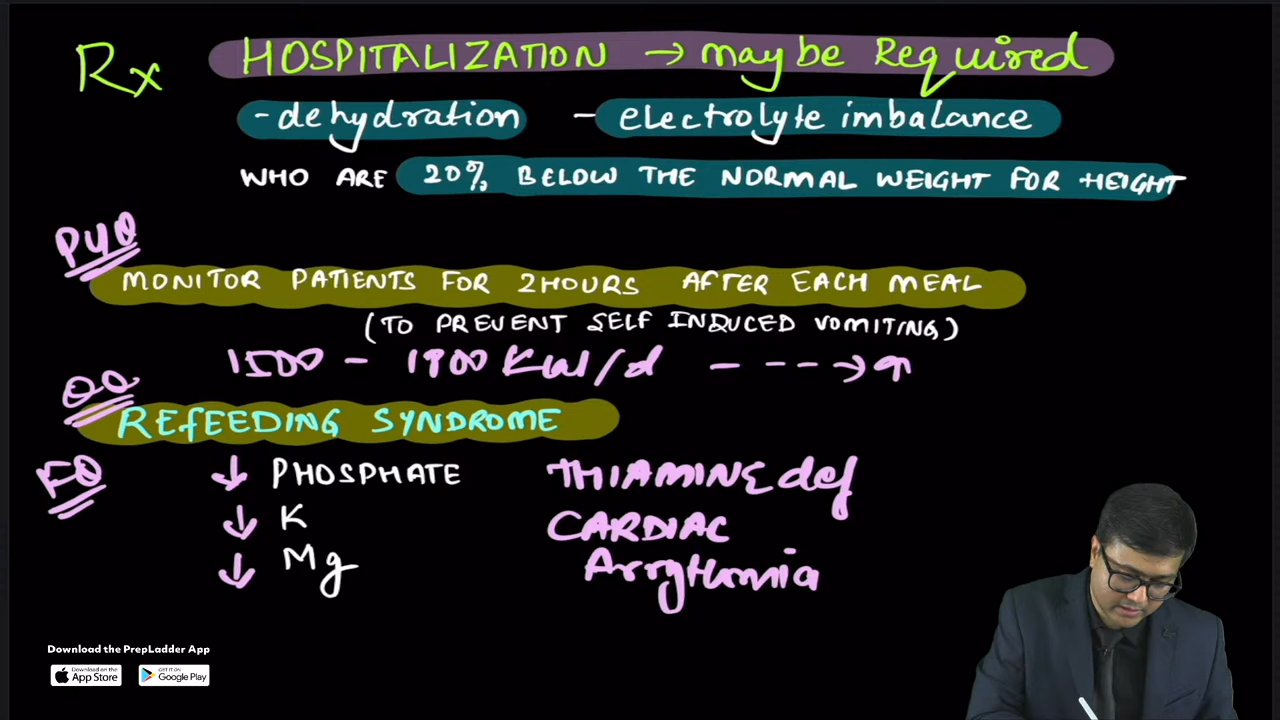 Rx HOSPITALIZATION → may be Required
- dehydration - electrolyte imbalance
WHO ARE 20% BELOW THE NORMAL WEIGHT FOR HEIGHT
PYQ
MONITOR PATIENTS FOR 2HOURS AFTER EACH MEAL
(TO PREVENT SELF INDUCED VOMITING)
1500 - 1900 Kcal/d - - - - → ↑
REFEEDING SYNDROME
↓ PHOSPHATE THIAMINE def
↓ K CARDIAC
↓ Mg Arrythmia
Download the PrepLadder App
Download on the App Store GET IT ON Google Play